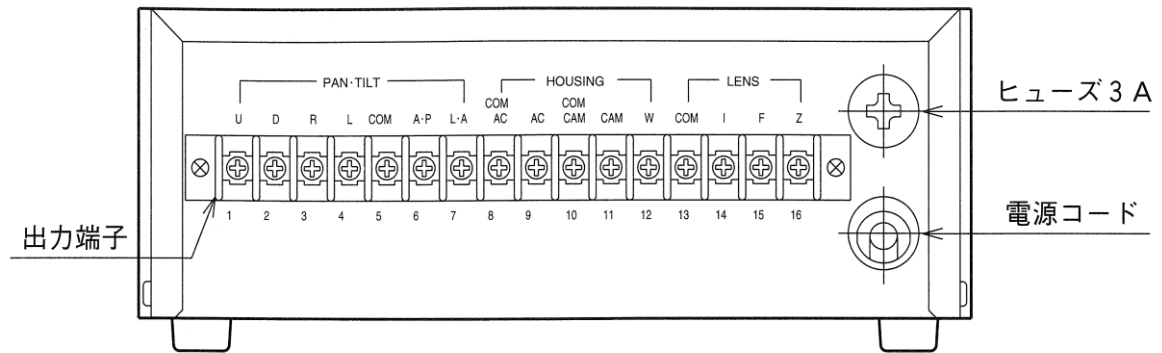 PAN·TILT HOUSING LENS
COM COM
U D R L COM A·P L·A AC AC CAM CAM W COM I F Z
1 2 3 4 5 6 7 8 9 10 11 12 13 14 15 16
ヒューズ3 A
電源コード
出力端子